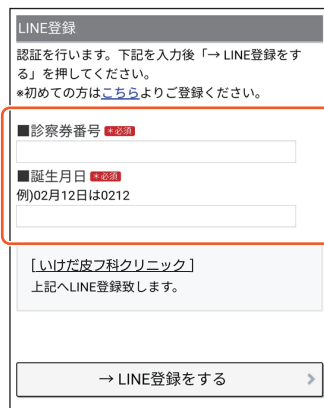 LINE登録
認証を行います。下記を入力後「→ LINE登録をす
る」を押してください。
*初めての方はこちらよりご登録ください。
■診察券番号 *必須
■誕生月日 *必須
例)02月12日は0212
[ いけだ皮フ科クリニック ]
上記へLINE登録致します。
→ LINE登録をする